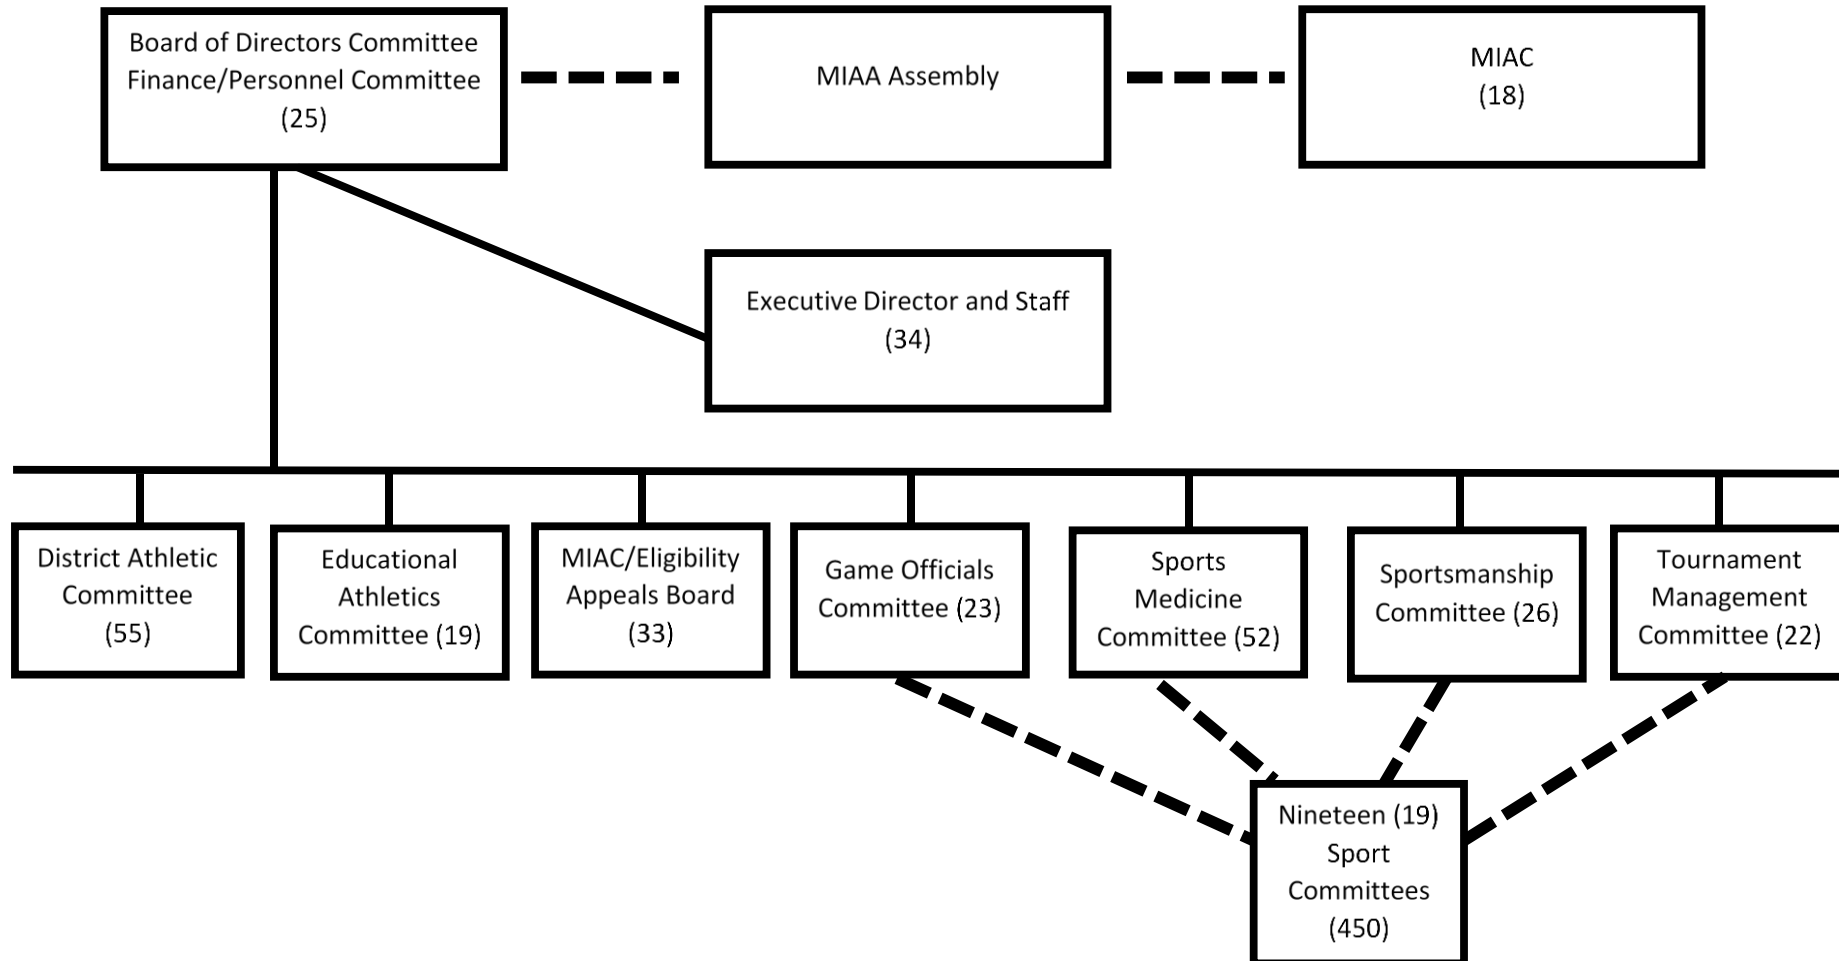 Board of Directors Committee
Finance/Personnel Committee
(25)
MIAA Assembly
MIAC
(18)
Executive Director and Staff
(34)
District Athletic
Committee
(55)
Educational
Athletics
Committee (19)
MIAC/Eligibility
Appeals Board
(33)
Game Officials
Committee (23)
Sports
Medicine
Committee (52)
Sportsmanship
Committee (26)
Tournament
Management
Committee (22)
Nineteen (19)
Sport
Committees
(450)